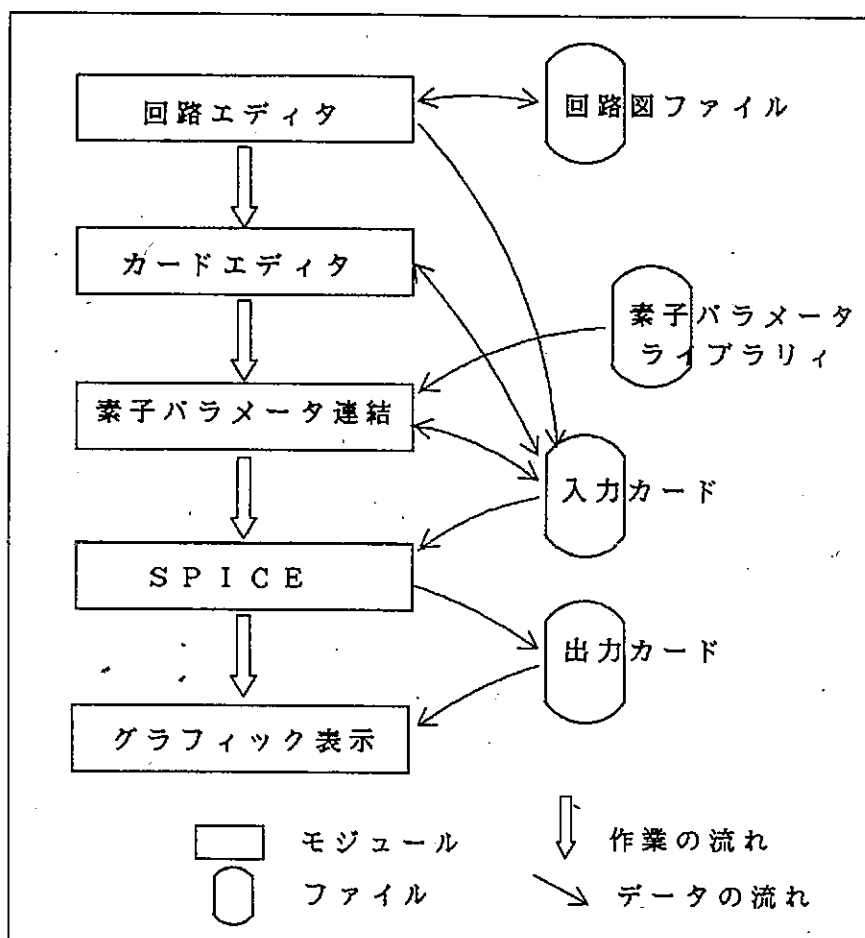 回路エディタ
回路図ファイル
カードエディタ
素子パラメータ
ライブラリィ
素子パラメータ連結
入力カード
SPICE
出力カード
グラフィック表示
モジュール
作業の流れ
ファイル
データの流れ